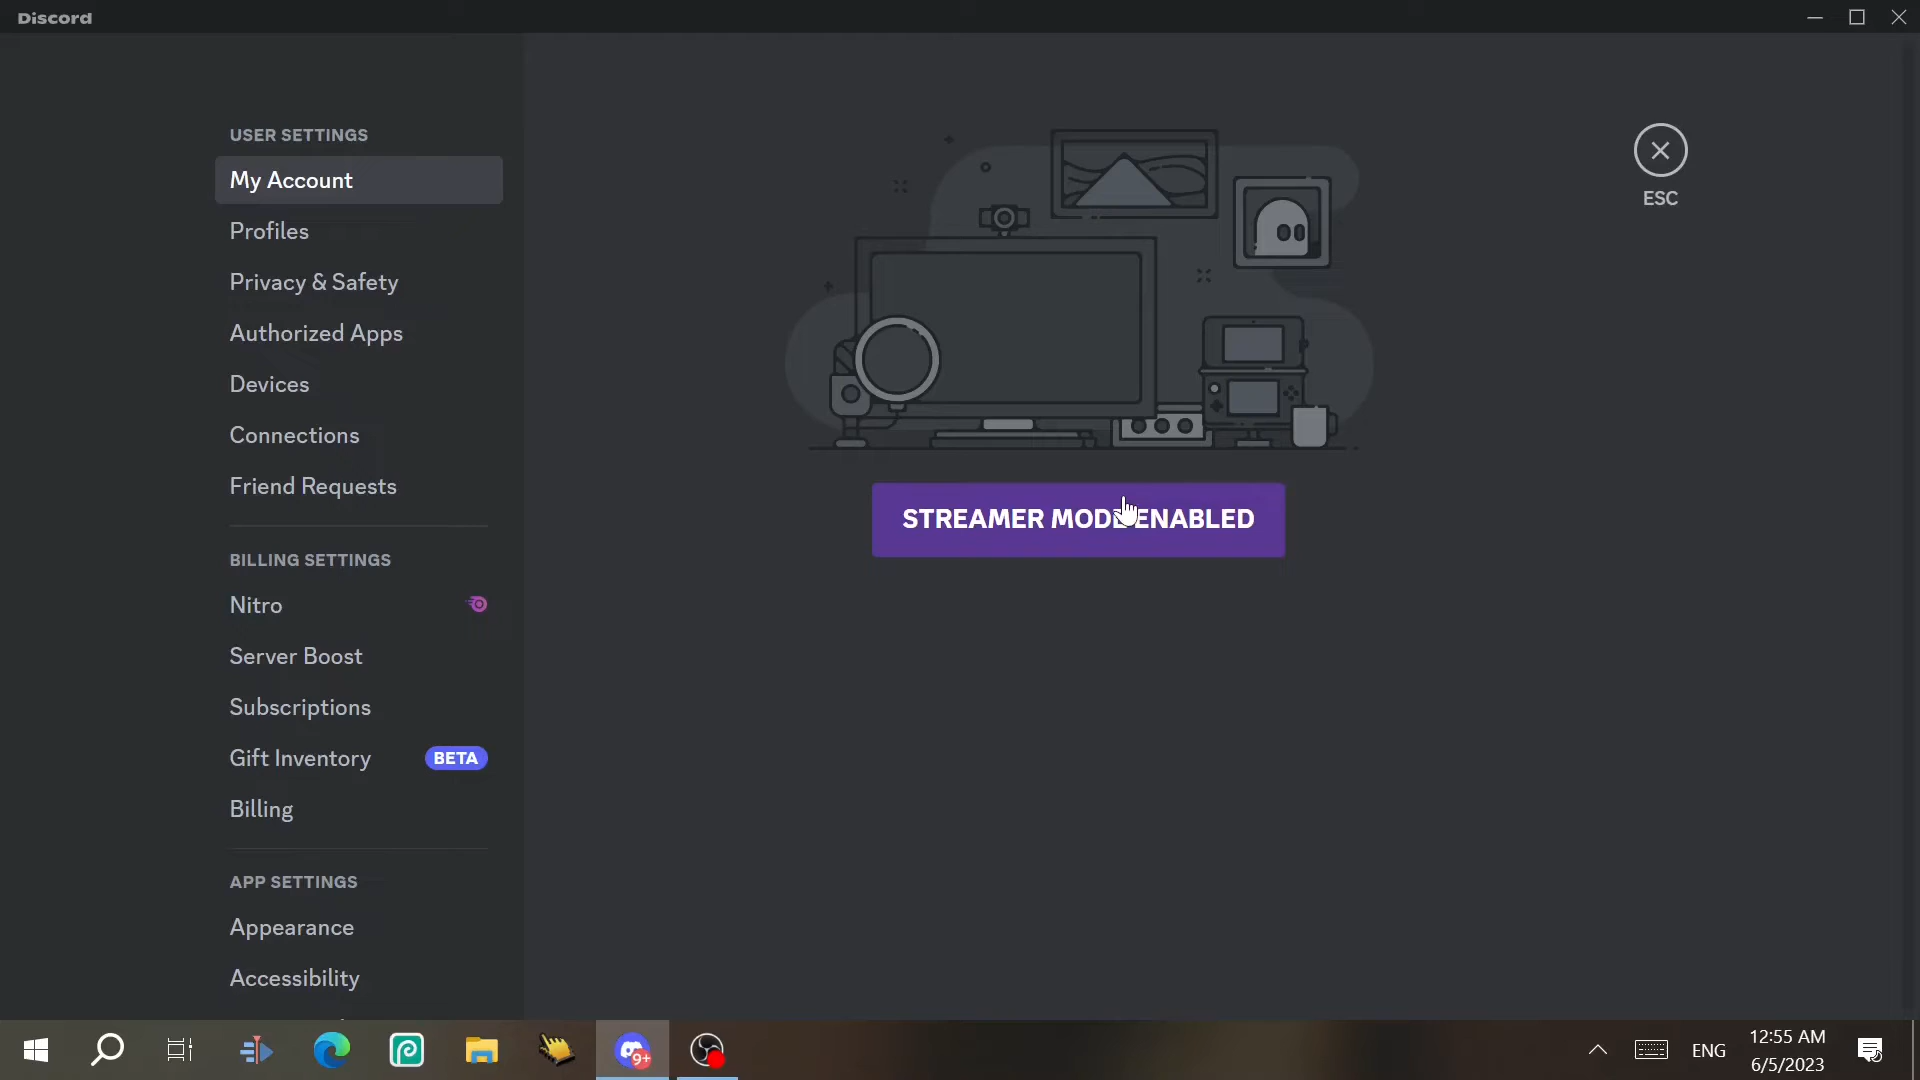 Discord
USER SETTINGS
My Account
Profiles
Privacy & Safety
Authorized Apps
Devices
Connections
Friend Requests
BILLING SETTINGS
Nitro
Server Boost
Subscriptions
Gift Inventory BETA
Billing
APP SETTINGS
Appearance
Accessibility
ESC
STREAMER MODE ENABLED
9+
ENG
12:55 AM
6/5/2023